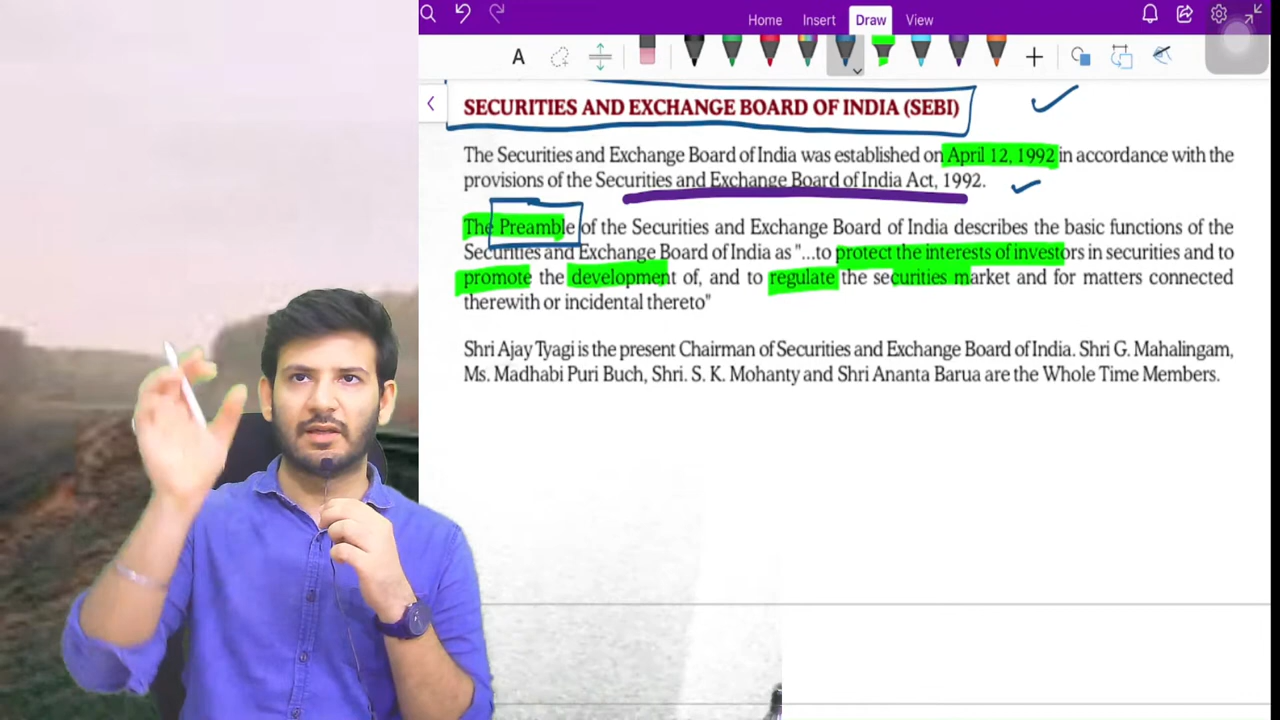 Home Insert Draw View
A
SECURITIES AND EXCHANGE BOARD OF INDIA (SEBI)
The Securities and Exchange Board of India was established on April 12, 1992 in accordance with the
provisions of the Securities and Exchange Board of India Act, 1992.
The Preamble of the Securities and Exchange Board of India describes the basic functions of the
Securities and Exchange Board of India as "...to protect the interests of investors in securities and to
promote the development of, and to regulate the securities market and for matters connected
therewith or incidental thereto"
Shri Ajay Tyagi is the present Chairman of Securities and Exchange Board of India. Shri G. Mahalingam,
Ms. Madhabi Puri Buch, Shri. S. K. Mohanty and Shri Ananta Barua are the Whole Time Members.